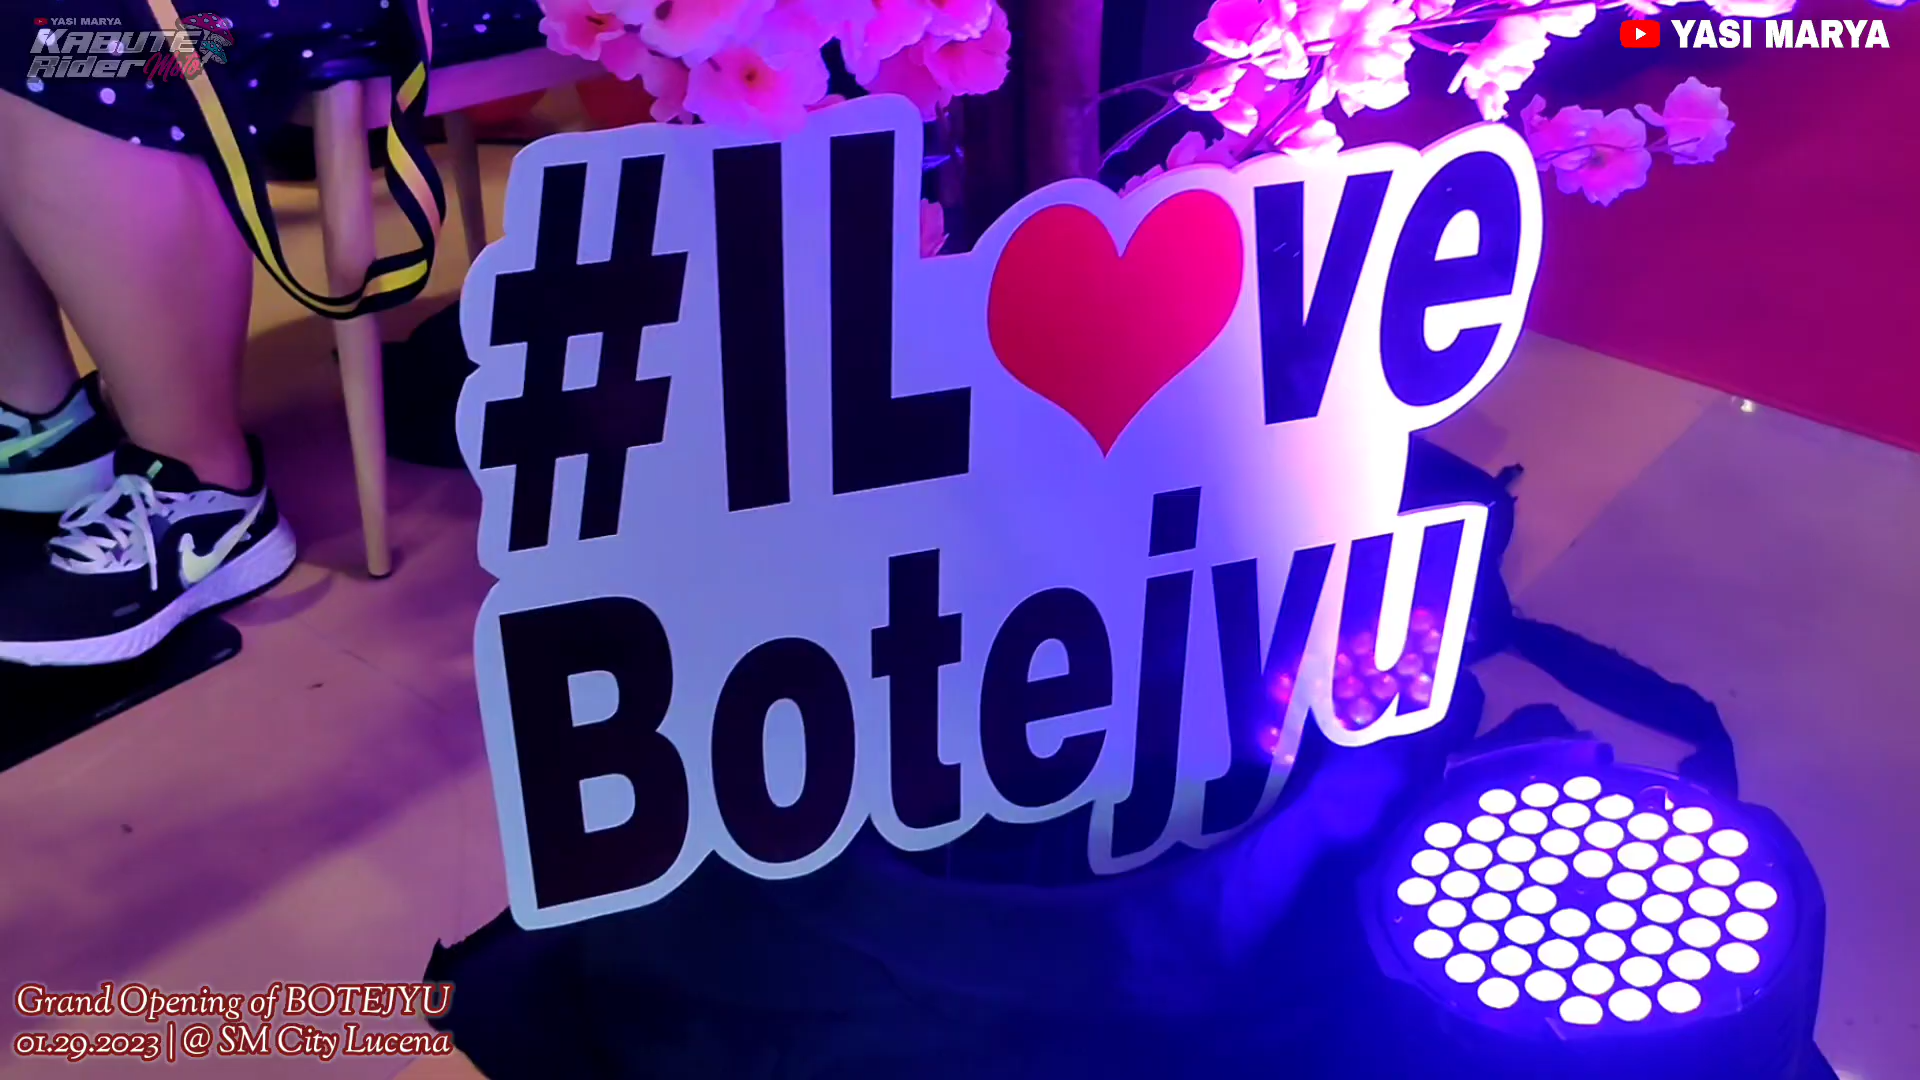 YASI MARYA
KABUTE
Rider Moto
YASI MARYA
#IL❤ve
Botejyu
Grand Opening of BOTEJYU
01.29.2023 | @ SM City Lucena